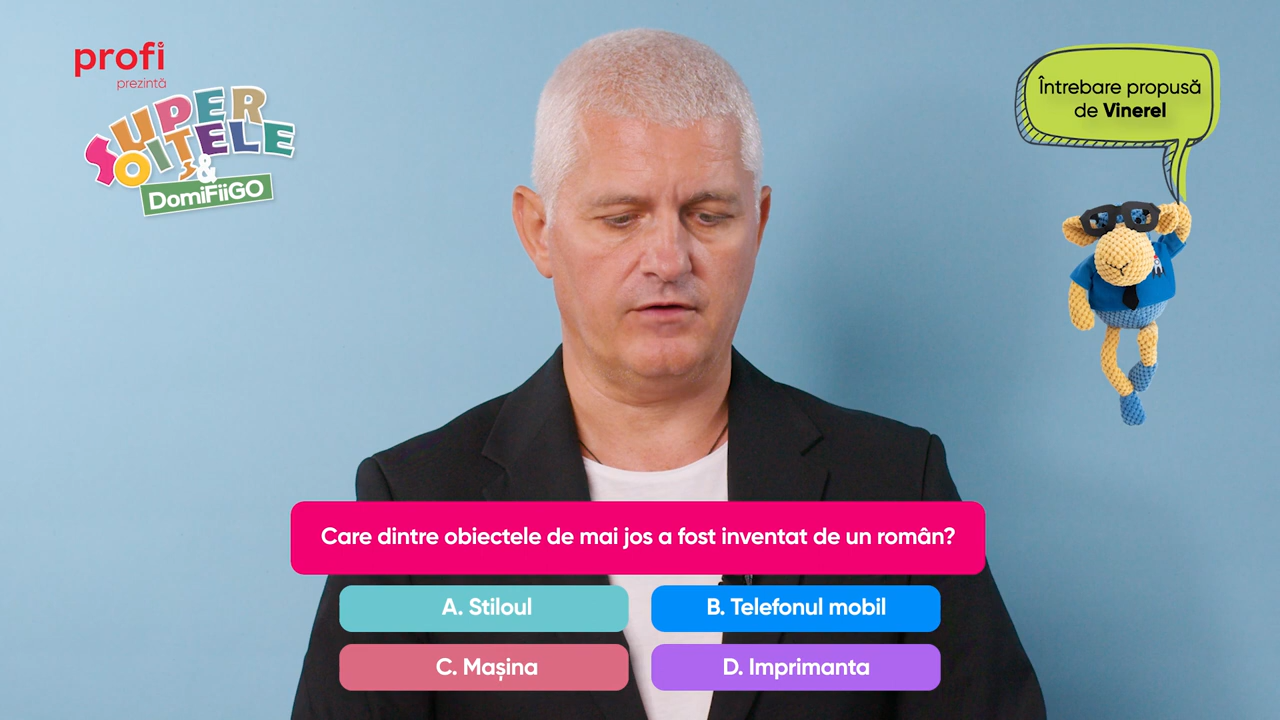 profi
prezintă
SUPER
ȘOIȚELE
&
DomiFiiGO
Întrebare propusă
de Vinerel
Care dintre obiectele de mai jos a fost inventat de un român?
A. Stiloul
B. Telefonul mobil
C. Mașina
D. Imprimanta